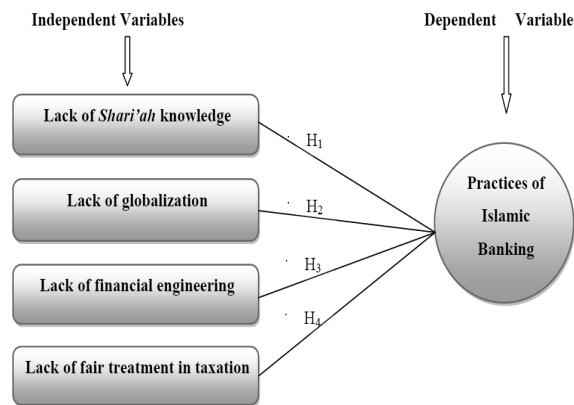 Independent Variables
Dependent Variable
Lack of Shari'ah knowledge
H1
Lack of globalization
H2
Practices of
Islamic
Banking
Lack of financial engineering
H3
H4
Lack of fair treatment in taxation